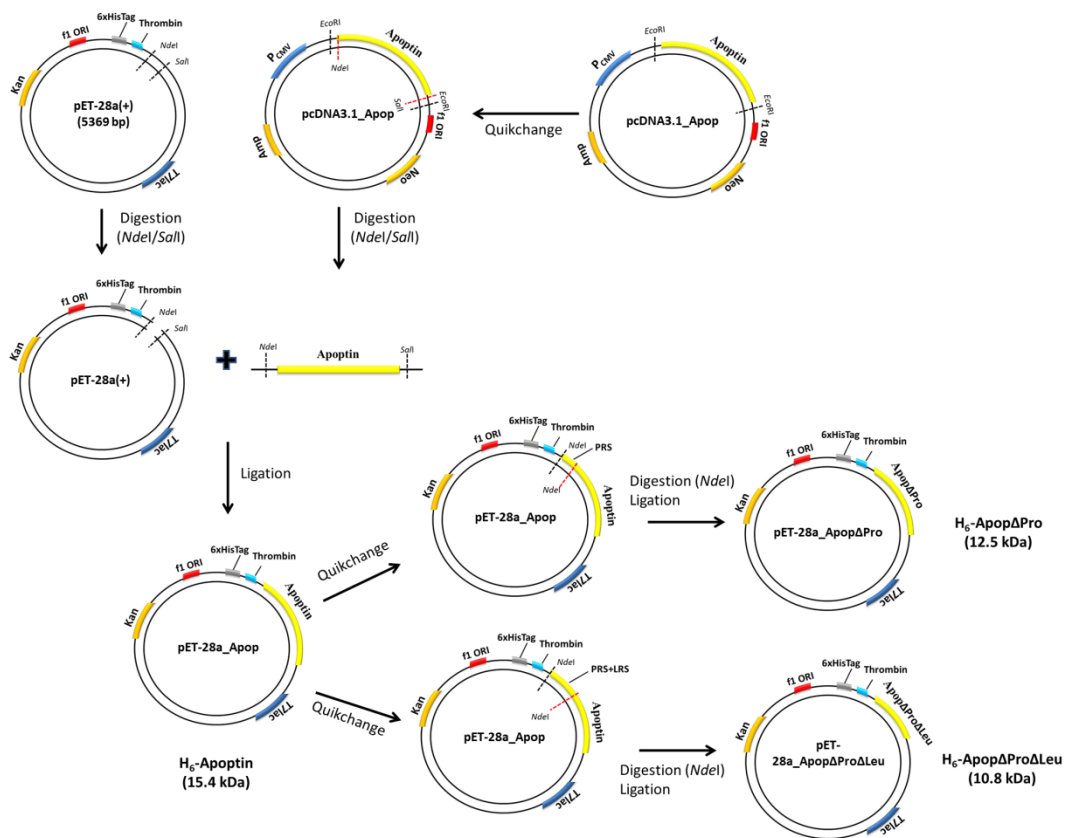 6xHisTag
f1 ORI
Thrombin
NdeI
SalI
Kan
pET-28a(+)
(5369 bp)
T7lac
EcoRI
Apoptin
PCMV
NdeI
SalI
EcoRI
f1 ORI
pcDNA3.1_Apop
Amp
Neo
Quikchange
EcoRI
Apoptin
PCMV
EcoRI
f1 ORI
pcDNA3.1_Apop
Amp
Neo
Digestion
(NdeI/SalI)
Digestion
(NdeI/SalI)
6xHisTag
f1 ORI
Thrombin
NdeI
SalI
Kan
pET-28a(+)
T7lac
+
NdeI
Apoptin
SalI
Ligation
6xHisTag
f1 ORI
Thrombin
NdeI
PRS
NdeI
Kan
pET-28a_Apop
Apoptin
T7lac
Digestion (NdeI)
Ligation
6xHisTag
f1 ORI
Thrombin
ApopΔPro
Kan
pET-28a_ApopΔPro
T7lac
H6-ApopΔPro
(12.5 kDa)
Quikchange
6xHisTag
f1 ORI
Thrombin
Apoptin
Kan
pET-28a_Apop
T7lac
H6-Apoptin
(15.4 kDa)
Quikchange
6xHisTag
f1 ORI
Thrombin
NdeI
PRS+LRS
NdeI
Kan
pET-28a_Apop
Apoptin
T7lac
Digestion (NdeI)
Ligation
6xHisTag
f1 ORI
Thrombin
ApopΔProΔLeu
Kan
pET-
28a_ApopΔProΔLeu
T7lac
H6-ApopΔProΔLeu
(10.8 kDa)